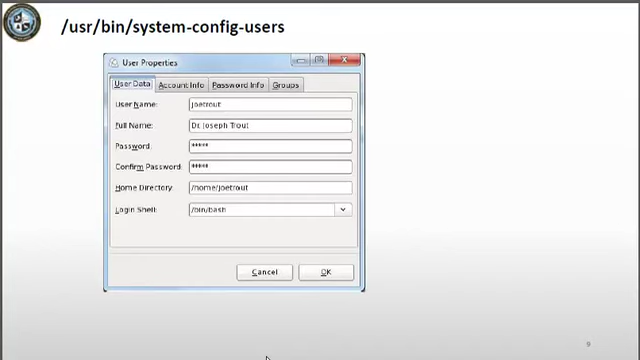 /usr/bin/system-config-users
User Properties
User Data Account Info Password Info Groups
User Name: joetrout
Full Name: Dr. Joseph Trout
Password: *****
Confirm Password: *****
Home Directory: /home/joetrout
Login Shell: /bin/bash
Cancel OK
9